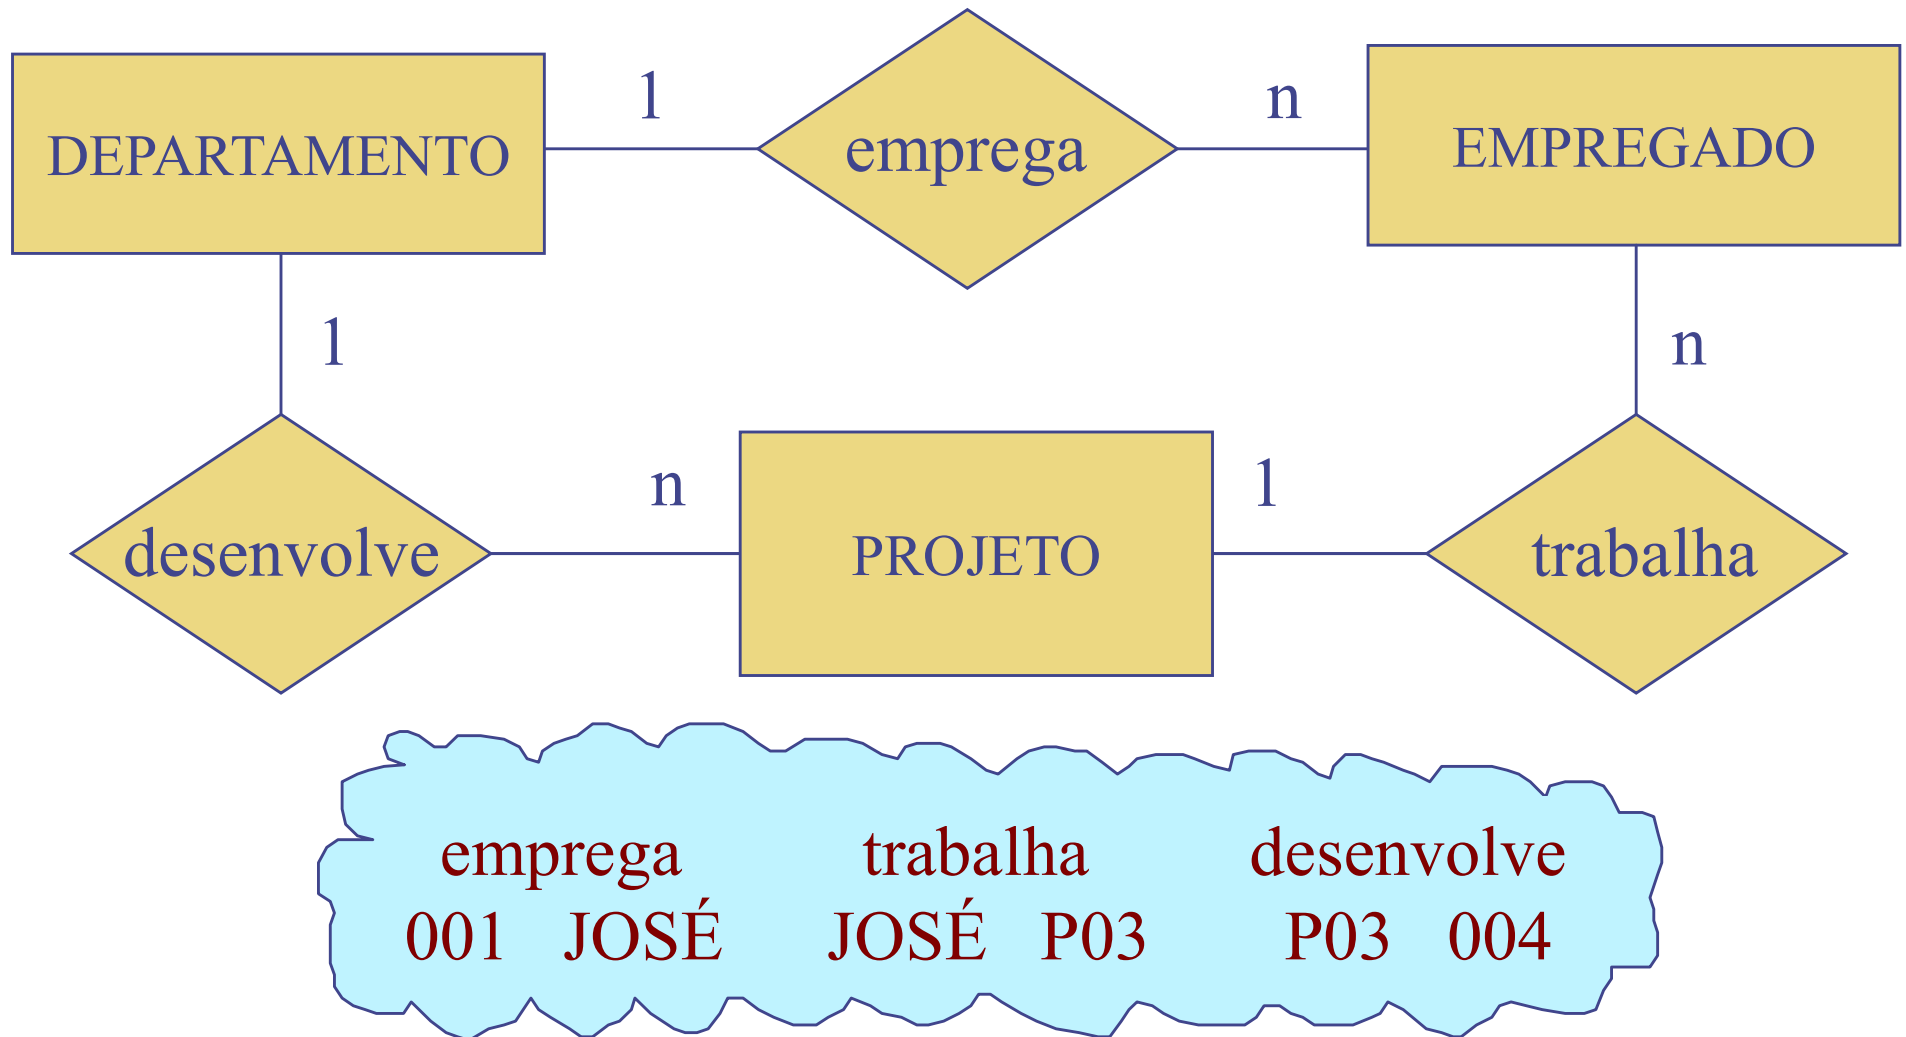 1
n
DEPARTAMENTO
emprega
EMPREGADO
1
n
n
1
desenvolve
PROJETO
trabalha
emprega trabalha desenvolve
001 JOSÉ JOSÉ P03 P03 004